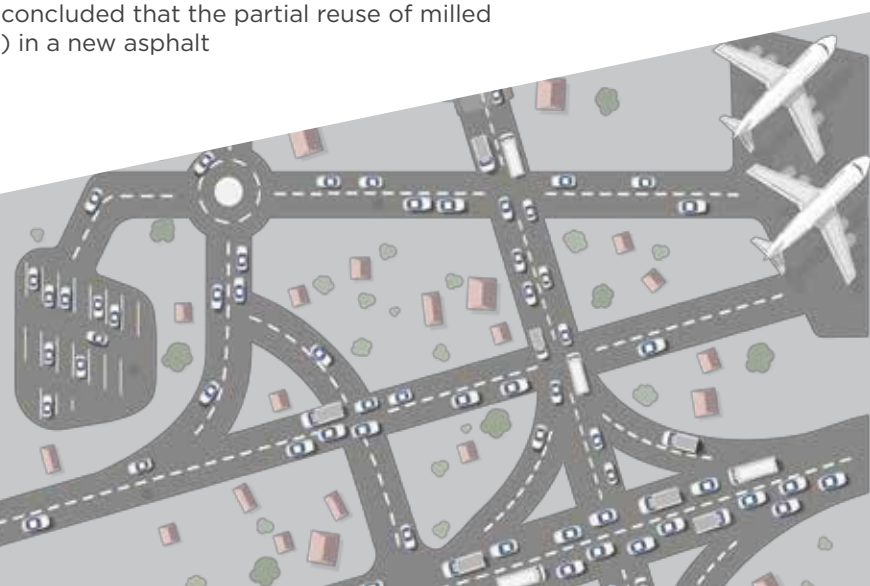 concluded that the partial reuse of milled
) in a new asphalt